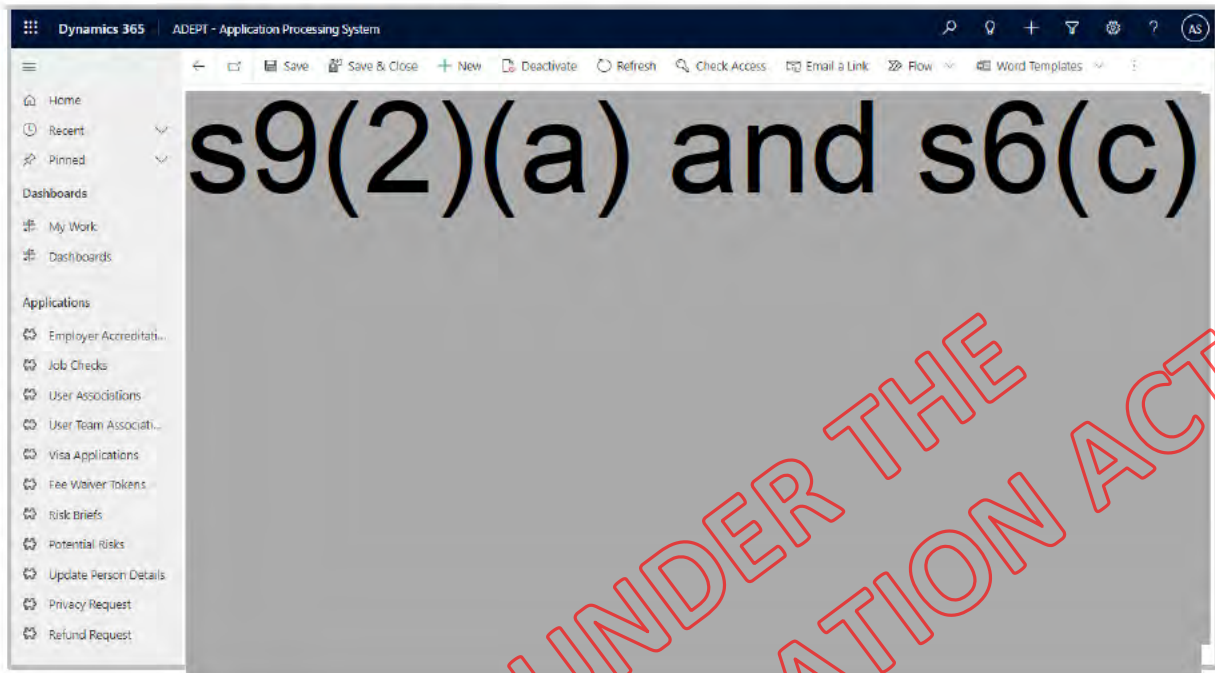 Dynamics 365 ADEPT - Application Processing System AS
Save Save & Close New Deactivate Refresh Check Access Email a Link Flow Word Templates
Home
Recent
Pinned
Dashboards
My Work
Dashboards
Applications
Employer Accreditati...
Job Checks
User Associations
User Team Associati...
Visa Applications
Fee Waiver Tokens
Risk Briefs
Potential Risks
Update Person Details
Privacy Request
Refund Request
s9(2)(a) and s6(c)
UNDER THE
ATION ACT